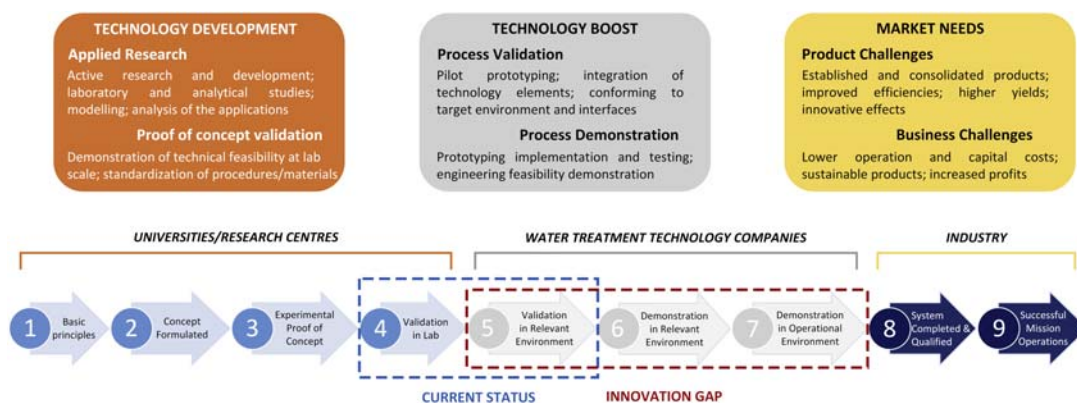 TECHNOLOGY DEVELOPMENT
Applied Research
Active research and development;
laboratory and analytical studies;
modelling; analysis of the applications
Proof of concept validation
Demonstration of technical feasibility at lab
scale; standardization of procedures/materials
TECHNOLOGY BOOST
Process Validation
Pilot prototyping; integration of
technology elements; conforming to
target environment and interfaces
Process Demonstration
Prototyping implementation and testing;
engineering feasibility demonstration
MARKET NEEDS
Product Challenges
Established and consolidated products;
improved efficiencies; higher yields;
innovative effects
Business Challenges
Lower operation and capital costs;
sustainable products; increased profits
UNIVERSITIES/RESEARCH CENTRES
WATER TREATMENT TECHNOLOGY COMPANIES
INDUSTRY
1
Basic
principles
2
Concept
Formulated
3
Experimental
Proof of
Concept
4
Validation
in Lab
5
Validation
in Relevant
Environment
6
Demonstration
in Relevant
Environment
7
Demonstration
in Operational
Environment
8
System
Completed &
Qualified
9
Successful
Mission
Operations
CURRENT STATUS
INNOVATION GAP